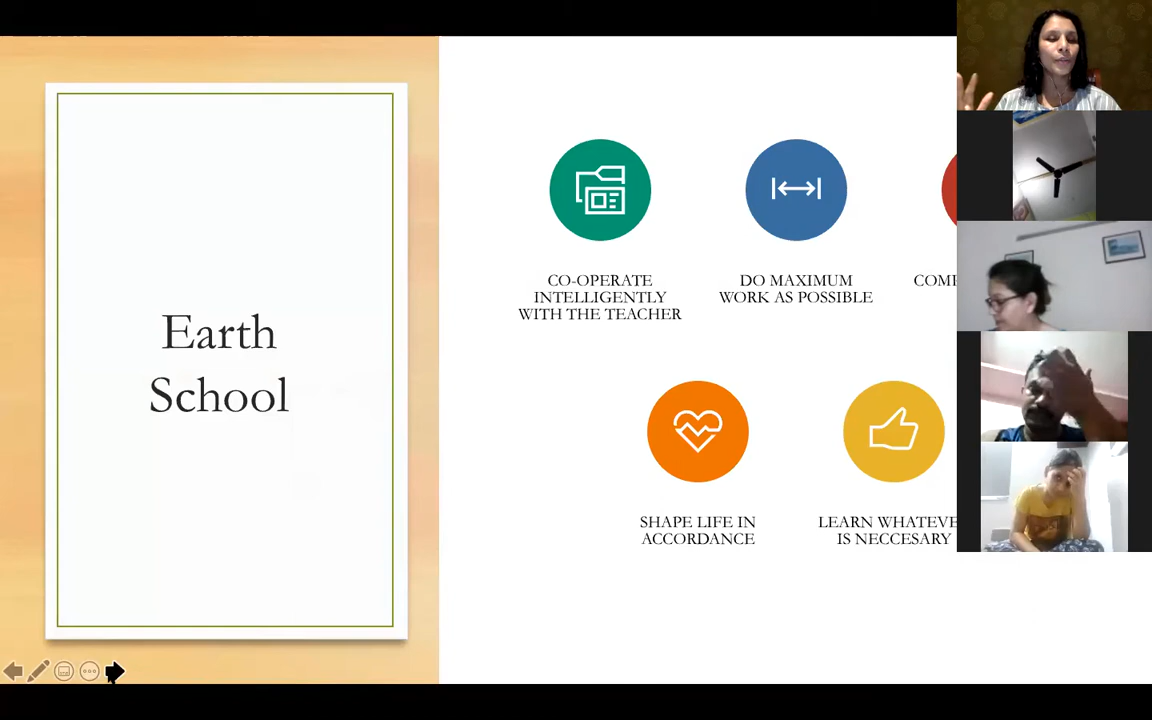 Earth
School
CO-OPERATE
INTELLIGENTLY
WITH THE TEACHER
DO MAXIMUM
WORK AS POSSIBLE
SHAPE LIFE IN
ACCORDANCE
LEARN
IS NECCESARY